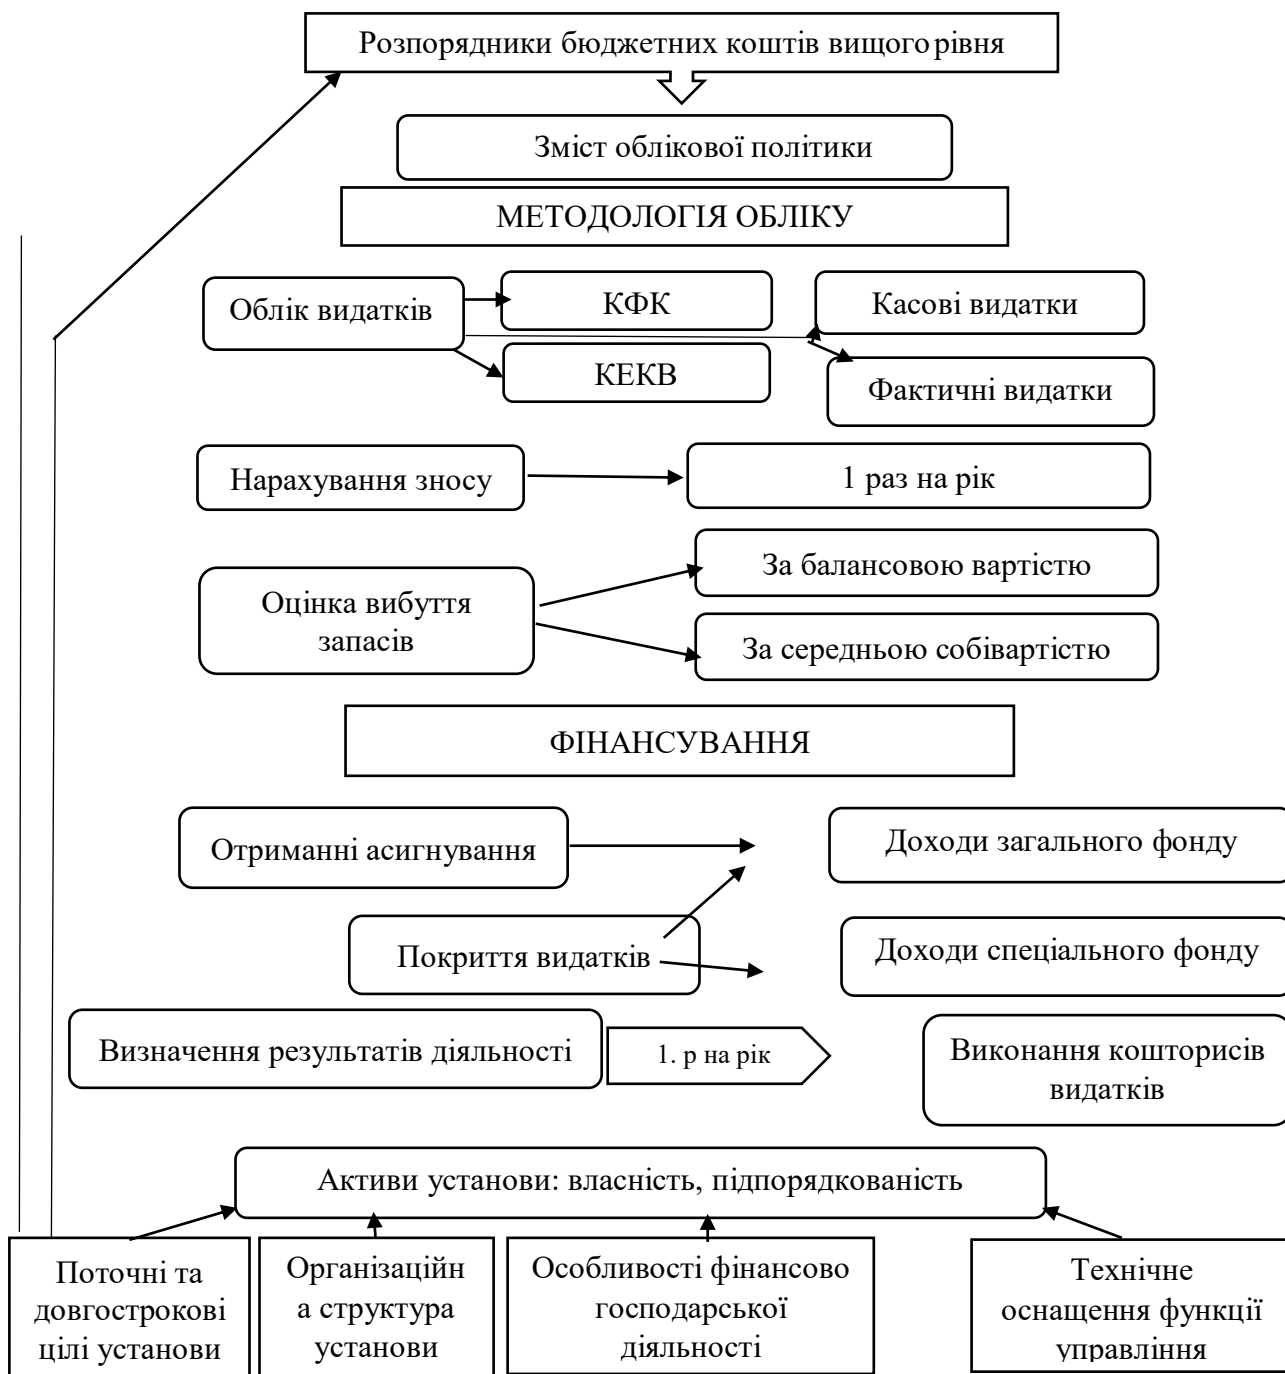 Розпорядники бюджетних коштів вищого рівня
Зміст облікової політики
МЕТОДОЛОГІЯ ОБЛІКУ
Облік видатків
КФК
Касові видатки
КЕКВ
Фактичні видатки
Нарахування зносу
1 раз на рік
Оцінка вибуття
запасів
За балансовою вартістю
За середньою собівартістю
ФІНАНСУВАННЯ
Отриманні асигнування
Доходи загального фонду
Покриття видатків
Доходи спеціального фонду
Визначення результатів діяльності
1. р на рік
Виконання кошторисів
видатків
Активи установи: власність, підпорядкованість
Поточні та
довгострокові
цілі установи
Організаційн
а структура
установи
Особливості фінансово
господарської
діяльності
Технічне
оснащення функції
управління